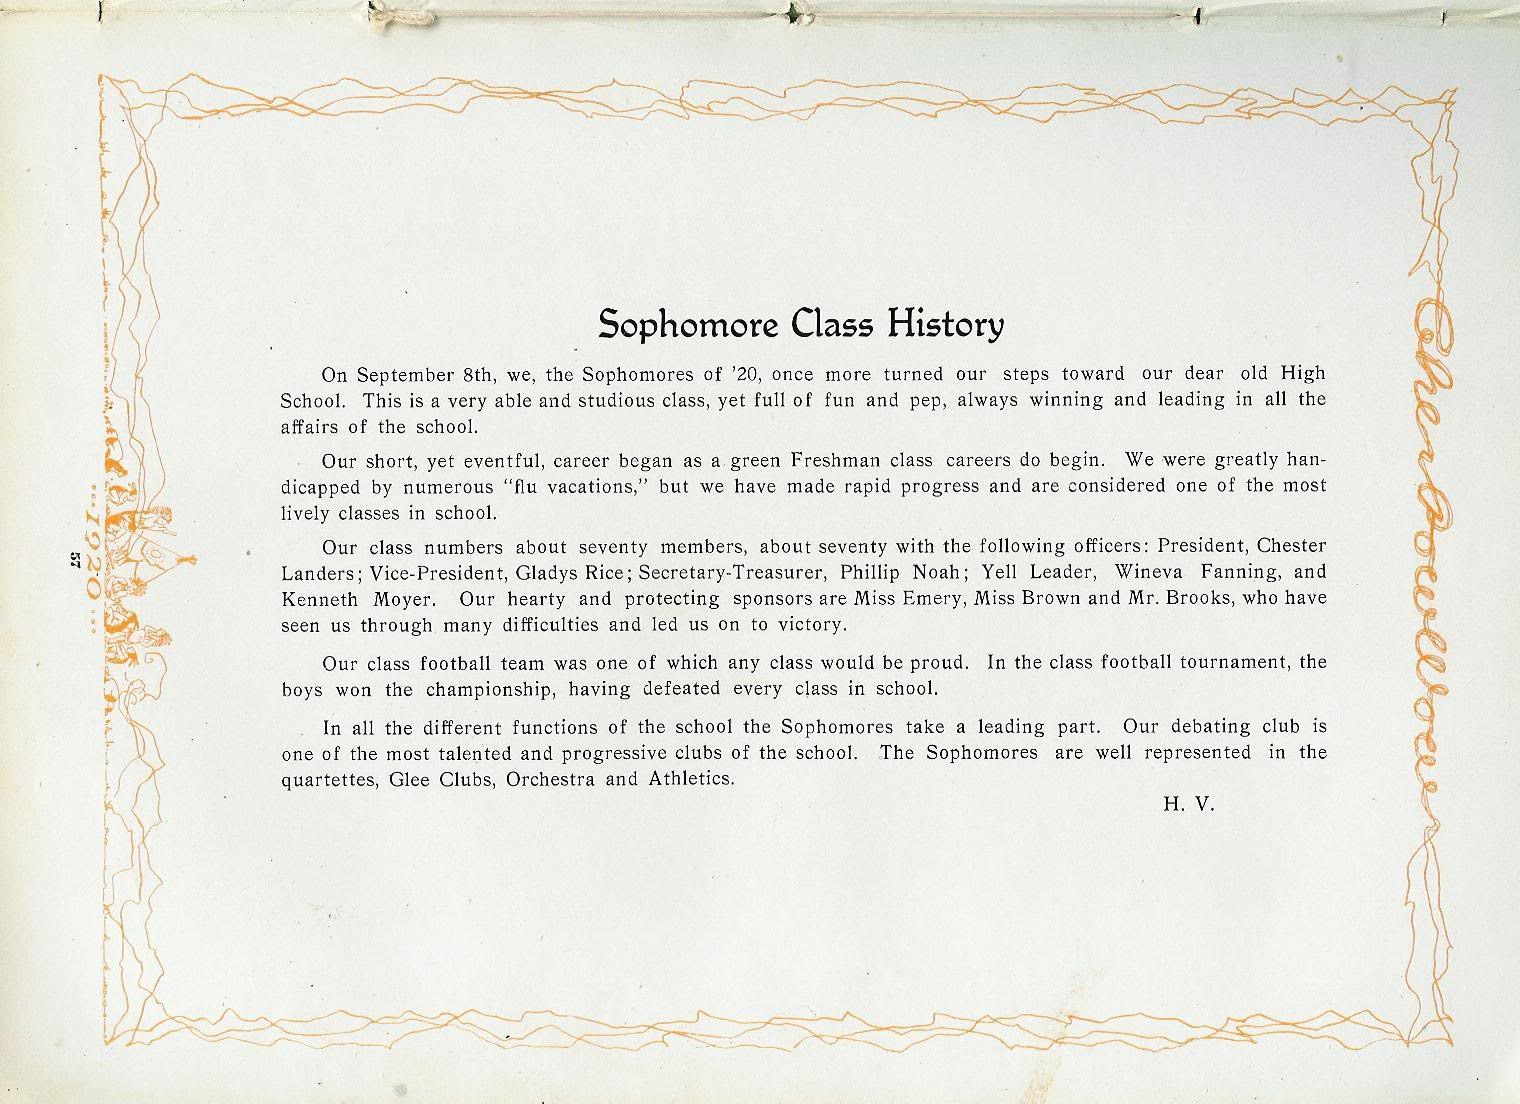 Sophomore Class History
On September 8th, we, the Sophomores of '20, once more turned our steps toward our dear old High
School. This is a very able and studious class, yet full of fun and pep, always winning and leading in all the
affairs of the school.
Our short, yet eventful, career began as a green Freshman class careers do begin. We were greatly han-
dicapped by numerous "flu vacations," but we have made rapid progress and are considered one of the most
lively classes in school.
Our class numbers about seventy members, about seventy with the following officers: President, Chester
Landers; Vice-President, Gladys Rice; Secretary-Treasurer, Phillip Noah; Yell Leader, Wineva Fanning, and
Kenneth Moyer. Our hearty and protecting sponsors are Miss Emery, Miss Brown and Mr. Brooks, who have
seen us through many difficulties and led us on to victory.
Our class football team was one of which any class would be proud. In the class football tournament, the
boys won the championship, having defeated every class in school.
In all the different functions of the school the Sophomores take a leading part. Our debating club is
one of the most talented and progressive clubs of the school. The Sophomores are well represented in the
quartettes, Glee Clubs, Orchestra and Athletics.
H. V.
...1920...
57